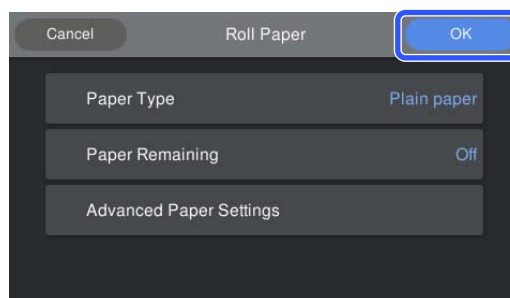 Cancel Roll Paper OK
Paper Type Plain paper
Paper Remaining Off
Advanced Paper Settings